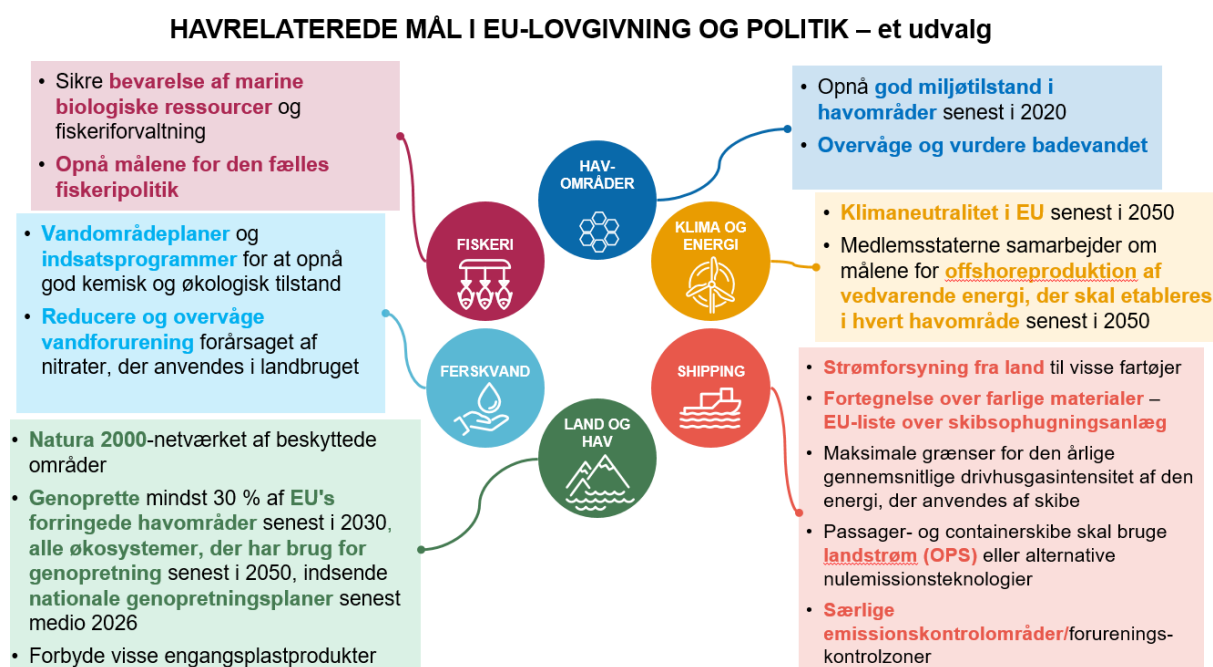 HAVRELATEREDE MÅL I EU-LOVGIVNING OG POLITIK – et udvalg
• Sikre bevarelse af marine
biologiske ressourcer og
fiskeriforvaltning
• Opnå målene for den fælles
fiskeripolitik
• Opnå god miljøtilstand i
havområder senest i 2020
• Overvåge og vurdere badevandet
HAV-
OMRÅDER
FISKERI
KLIMA OG
ENERGI
• Vandområdeplaner og
indsatsprogrammer for at opnå
god kemisk og økologisk tilstand
• Reducere og overvåge
vandforurening forårsaget af
nitrater, der anvendes i landbruget
• Klimaneutralitet i EU senest i 2050
• Medlemsstaterne samarbejder om
målene for offshoreproduktion af
vedvarende energi, der skal etableres
i hvert havområde senest i 2050
FERSKVAND
SHIPPING
LAND OG
HAV
• Natura 2000-netværket af beskyttede
områder
• Genoprette mindst 30 % af EU's
forringede havområder senest i 2030,
alle økosystemer, der har brug for
genopretning senest i 2050, indsende
nationale genopretningsplaner senest
medio 2026
• Forbyde visse engangsplastprodukter
• Strømforsyning fra land til visse fartøjer
• Fortegnelse over farlige materialer –
EU-liste over skibsophugningsanlæg
• Maksimale grænser for den årlige
gennemsnitlige drivhusgasintensitet af den
energi, der anvendes af skibe
• Passager- og containerskibe skal bruge
landstrøm (OPS) eller alternative
nulemissionsteknologier
• Særlige
emissionskontrolområder/forurenings-
kontrolzoner